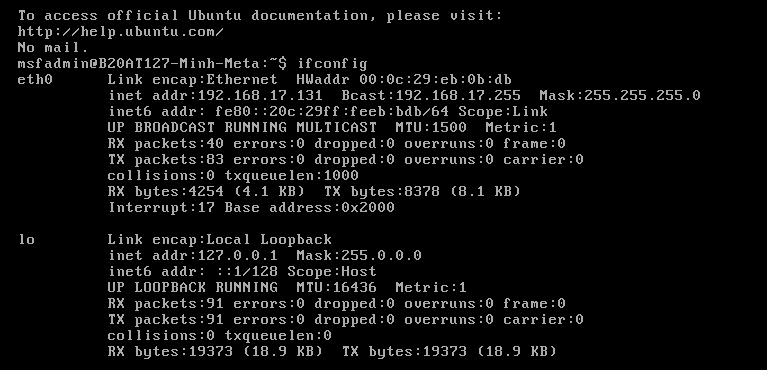 To access official Ubuntu documentation, please visit:
http://help.ubuntu.com/
No mail.
msfadmin@B20AT127-Minh-Meta:~$ ifconfig
eth0      Link encap:Ethernet  HWaddr 00:0c:29:eb:0b:db
          inet addr:192.168.17.131  Bcast:192.168.17.255  Mask:255.255.255.0
          inet6 addr: fe80::20c:29ff:feeb:bdb/64 Scope:Link
          UP BROADCAST RUNNING MULTICAST  MTU:1500  Metric:1
          RX packets:40 errors:0 dropped:0 overruns:0 frame:0
          TX packets:83 errors:0 dropped:0 overruns:0 carrier:0
          collisions:0 txqueuelen:1000
          RX bytes:4254 (4.1 KB)  TX bytes:8378 (8.1 KB)
          Interrupt:17 Base address:0x2000

lo        Link encap:Local Loopback
          inet addr:127.0.0.1  Mask:255.0.0.0
          inet6 addr: ::1/128 Scope:Host
          UP LOOPBACK RUNNING  MTU:16436  Metric:1
          RX packets:91 errors:0 dropped:0 overruns:0 frame:0
          TX packets:91 errors:0 dropped:0 overruns:0 carrier:0
          collisions:0 txqueuelen:0
          RX bytes:19373 (18.9 KB)  TX bytes:19373 (18.9 KB)